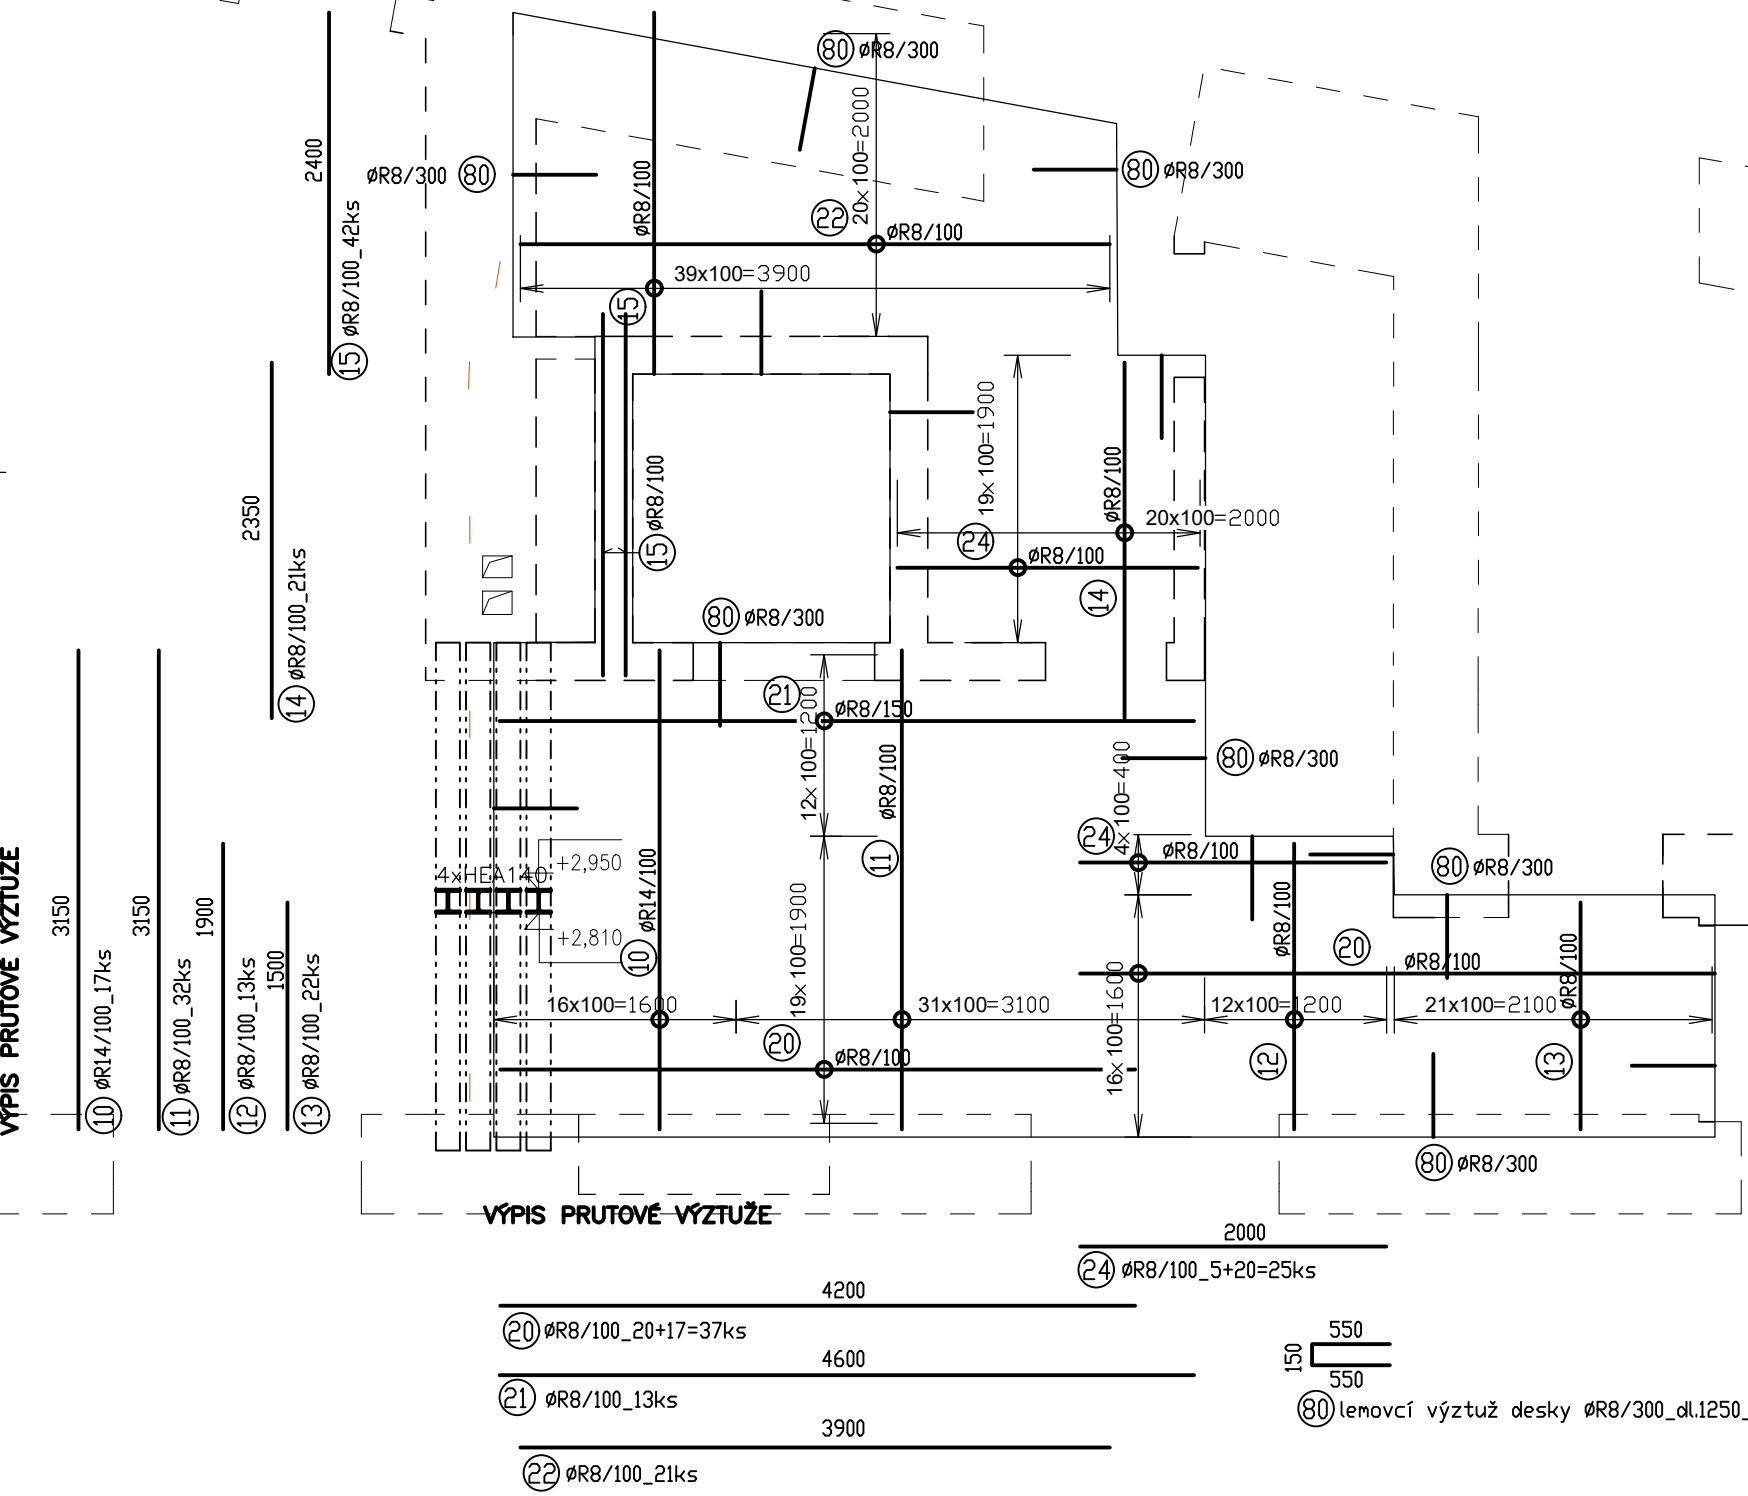 80 øR8/300
2400
20x100=2000
øR8/300 80
øR8/100
80 øR8/300
22
øR8/100
15 øR8/100_42ks
39x100=3900
15
19x100=1900
2350
øR8/100
15
øR8/100
20x100=2000
24
øR8/100
14
14 øR8/100_21ks
80 øR8/300
21
øR8/150
12x100=1200
øR8/100
4x100=400
80 øR8/300
24
øR8/100
11
+2,950
4xHEA140
80 øR8/300
VÝPIS PRUTOVÉ VÝZTUŽE
3150
3150
1900
1500
øR14/100
+2,810
10
19x100=1900
øR8/100
20
øR8/100
øR8/100
16x100=1600
10 øR14/100_17ks
11 øR8/100_32ks
12 øR8/100_13ks
13 øR8/100_22ks
16x100=1600
31x100=3100
12x100=1200
21x100=2100
20
øR8/100
12
13
80 øR8/300
VÝPIS PRUTOVÉ VÝZTUŽE
2000
24 øR8/100_5+20=25ks
4200
20 øR8/100_20+17=37ks
550
150
4600
550
21 øR8/100_13ks
80 lemovcí výztuž desky øR8/300_dl.1250_
3900
22 øR8/100_21ks